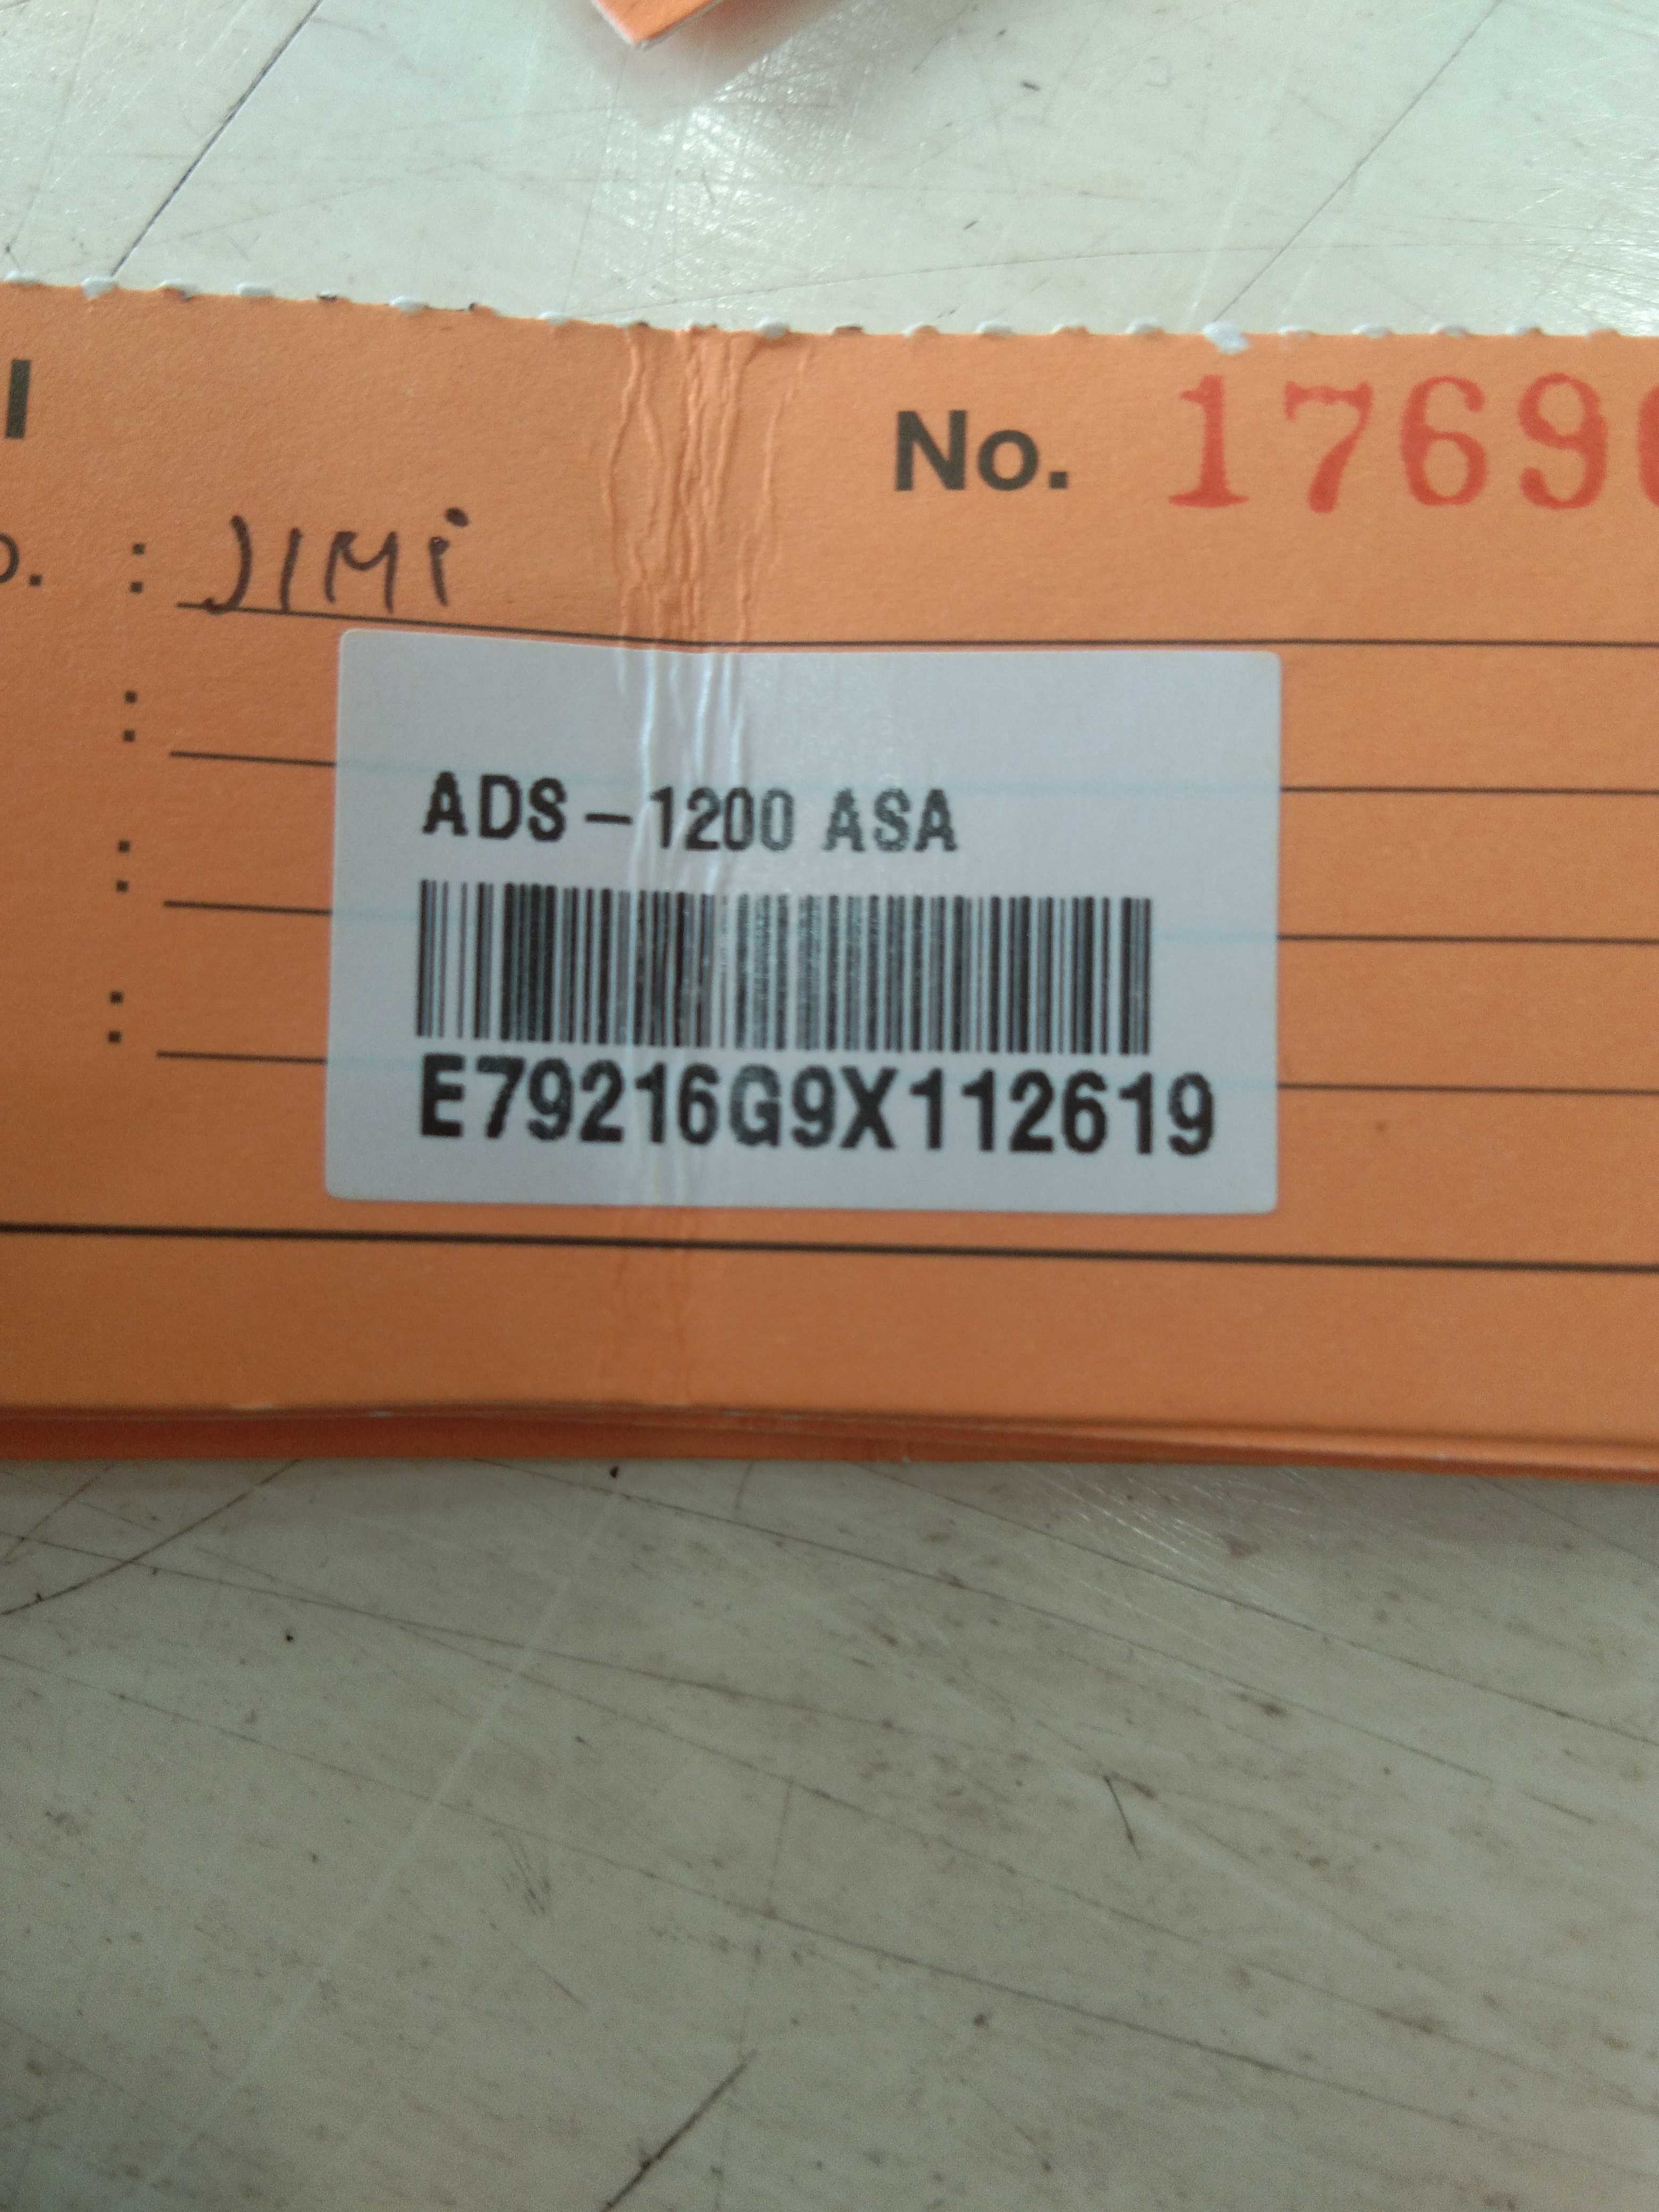 No. 1769
: JIMi
:
:
:
ADS - 1200 ASA
E79216G9X112619